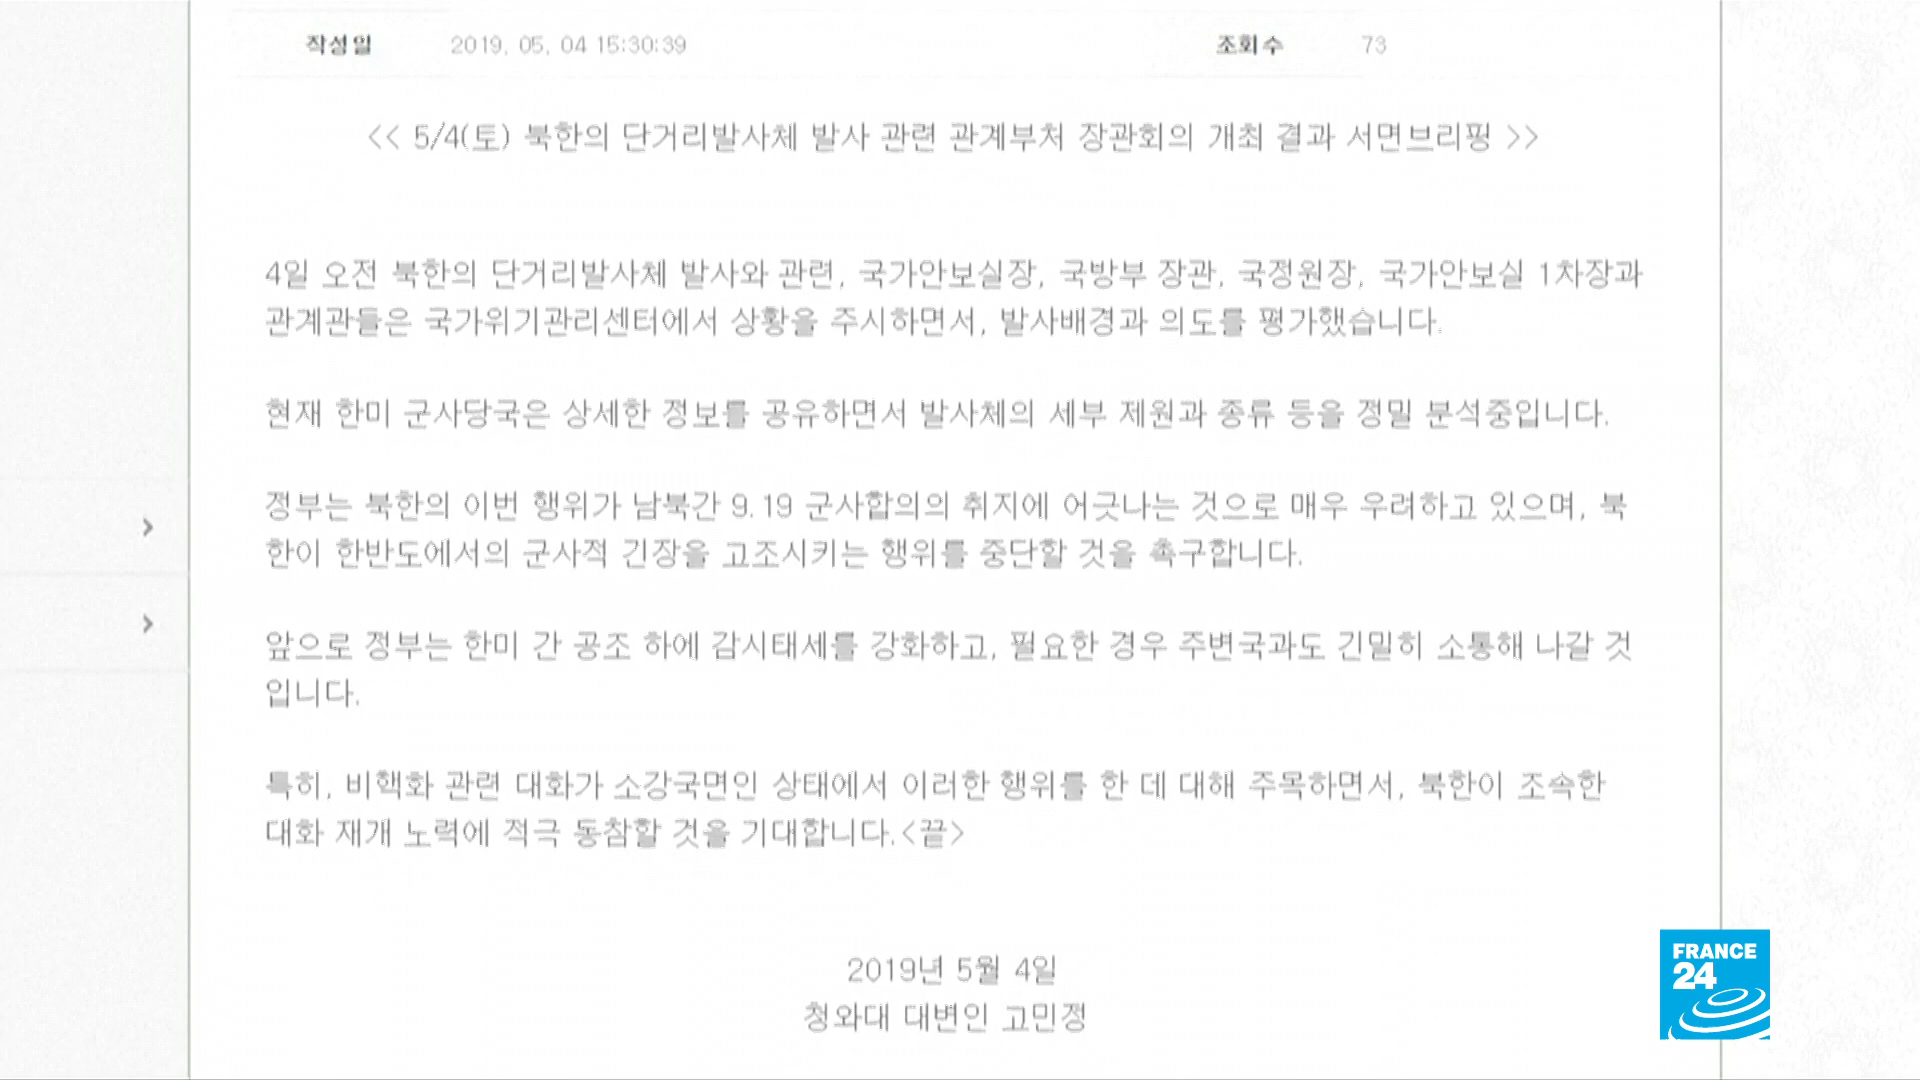 작성일 2019. 05. 04 15:30:39 조회수 73
<< 5/4(토) 북한의 단거리발사체 발사 관련 관계부처 장관회의 개최 결과 서면브리핑 >>
4일 오전 북한의 단거리발사체 발사와 관련, 국가안보실장, 국방부 장관, 국정원장, 국가안보실 1차장과
관계관들은 국가위기관리센터에서 상황을 주시하면서, 발사배경과 의도를 평가했습니다.
현재 한미 군사당국은 상세한 정보를 공유하면서 발사체의 세부 제원과 종류 등을 정밀 분석중입니다.
정부는 북한의 이번 행위가 남북간 9.19 군사합의의 취지에 어긋나는 것으로 매우 우려하고 있으며, 북
한이 한반도에서의 군사적 긴장을 고조시키는 행위를 중단할 것을 촉구합니다.
앞으로 정부는 한미 간 공조 하에 감시태세를 강화하고, 필요한 경우 주변국과도 긴밀히 소통해 나갈 것
입니다.
특히, 비핵화 관련 대화가 소강국면인 상태에서 이러한 행위를 한 데 대해 주목하면서, 북한이 조속한
대화 재개 노력에 적극 동참할 것을 기대합니다.<끝>
2019년 5월 4일
청와대 대변인 고민정
FRANCE
24